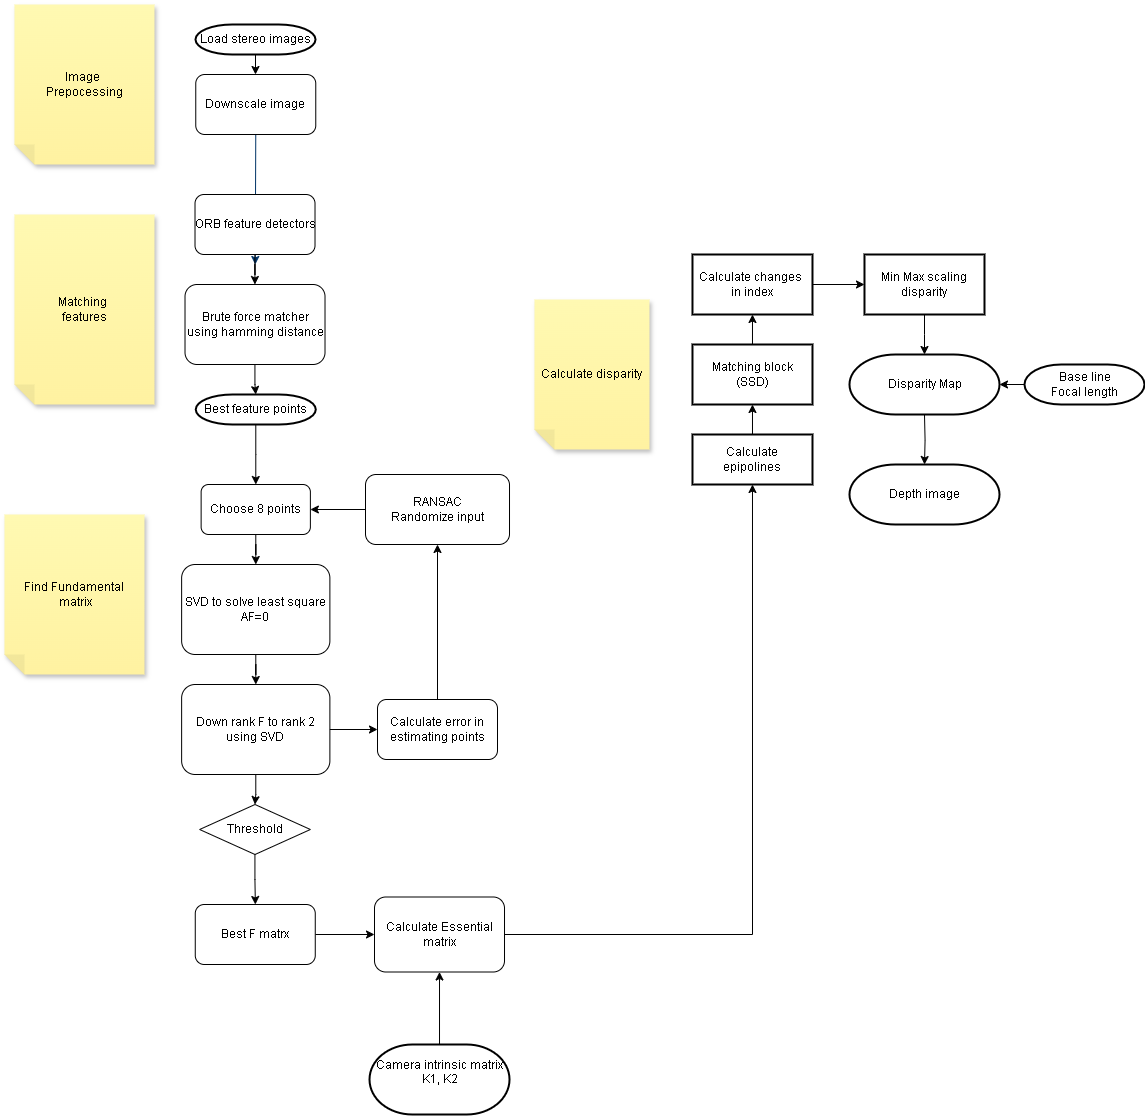 Image
Prepocessing
Load stereo images
Downscale image
ORB feature detectors
Matching
features
Brute force matcher
using hamming distance
Best feature points
Choose 8 points
RANSAC
Randomize input
Find Fundamental
matrix
SVD to solve least square
AF=0
Down rank F to rank 2
using SVD
Calculate error in
estimating points
Threshold
Best F matrx
Calculate Essential
matrix
Camera intrinsic matrix
K1, K2
Calculate disparity
Calculate
epipolines
Matching block
(SSD)
Calculate changes
in index
Min Max scaling
disparity
Disparity Map
Base line
Focal length
Depth image